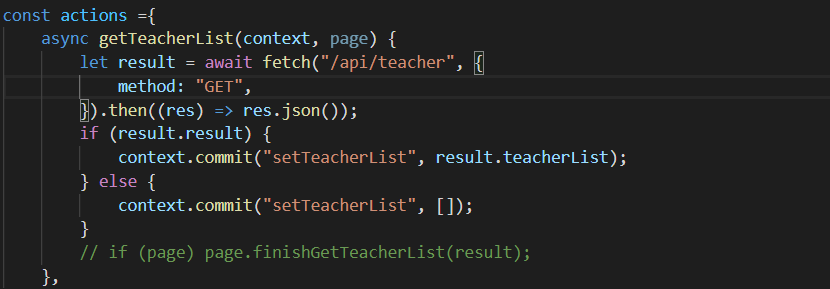 const actions ={
async getTeacherList(context, page) {
let result = await fetch("/api/teacher", {
method: "GET",
}).then((res) => res.json());
if (result.result) {
context.commit("setTeacherList", result.teacherList);
} else {
context.commit("setTeacherList", []);
}
// if (page) page.finishGetTeacherList(result);
},